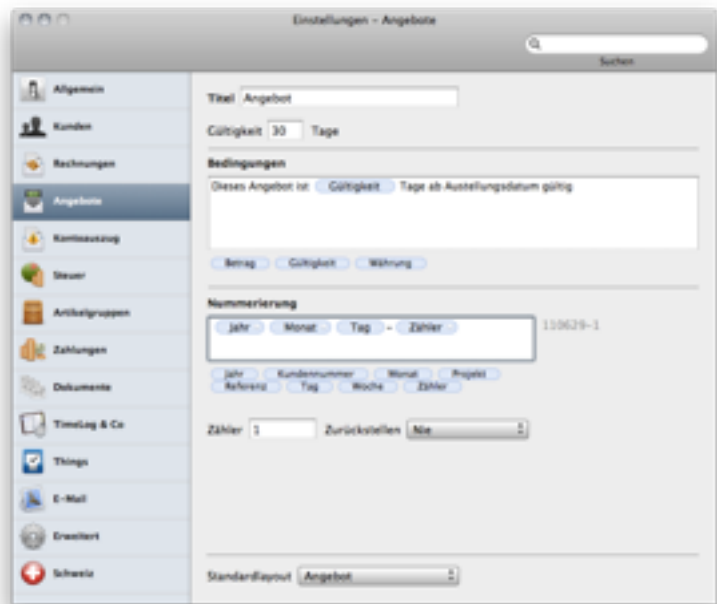 Einstellungen – Angebote
Suchen
Allgemein
Kunden
Rechnungen
Angebote
Kontoauszug
Steuer
Artikelgruppen
Zahlungen
Dokumente
TimeLog & Co
Things
E-Mail
Erweitert
Schweiz
Titel Angebot
Gültigkeit 30 Tage
Bedingungen
Dieses Angebot ist Gültigkeit Tage ab Austellungsdatum gültig
Betrag Gültigkeit Währung
Nummerierung
Jahr Monat Tag - Zähler 110629-1
Jahr Kundennummer Monat Projekt
Referenz Tag Woche Zähler
Zähler 1 Zurückstellen Nie
Standardlayout Angebot